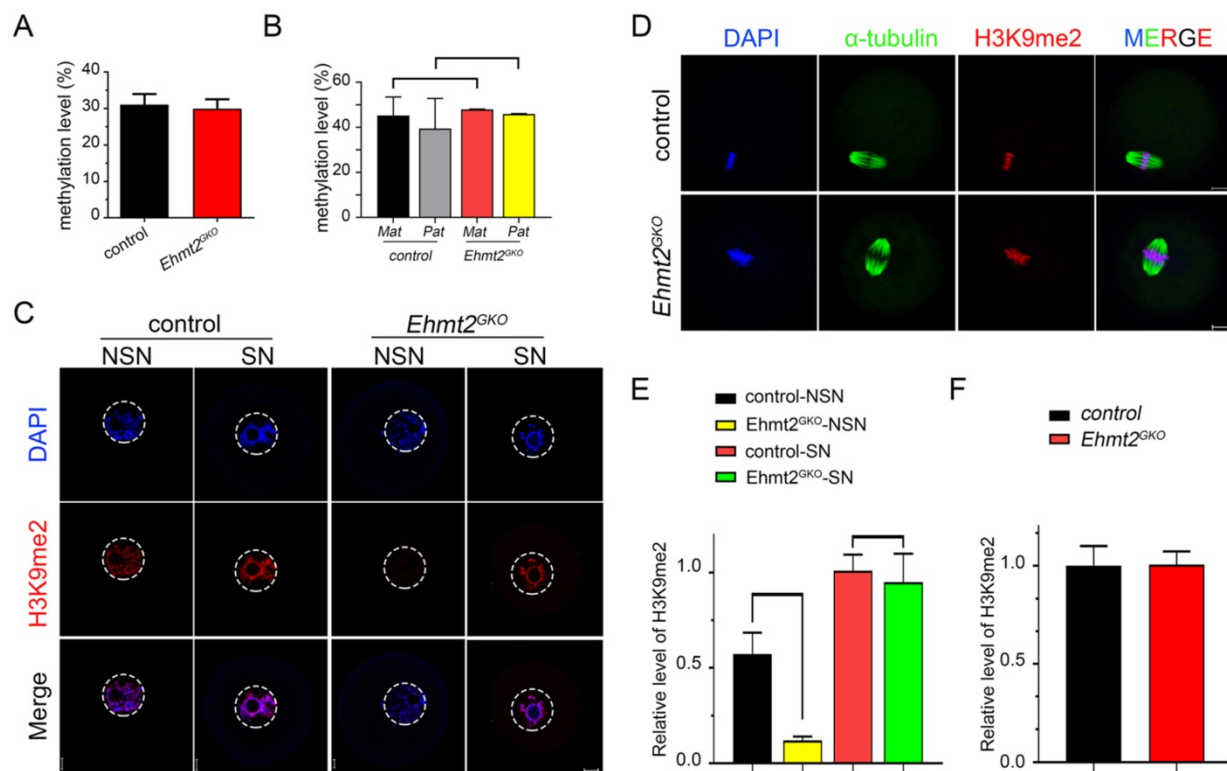 A
methylation level (%)
40
30
20
10
0
control
Ehmt2GKO
B
methylation level (%)
60
40
20
0
Mat Pat Mat Pat
control Ehmt2GKO
C
control Ehmt2GKO
NSN SN NSN SN
DAPI
H3K9me2
Merge
D
DAPI α-tubulin H3K9me2 MERGE
control
Ehmt2GKO
E
control-NSN
Ehmt2GKO-NSN
control-SN
Ehmt2GKO-SN
Relative level of H3K9me2
1.0
0.5
0.0
F
control
Ehmt2GKO
Relative level of H3K9me2
1.0
1.0
0.0